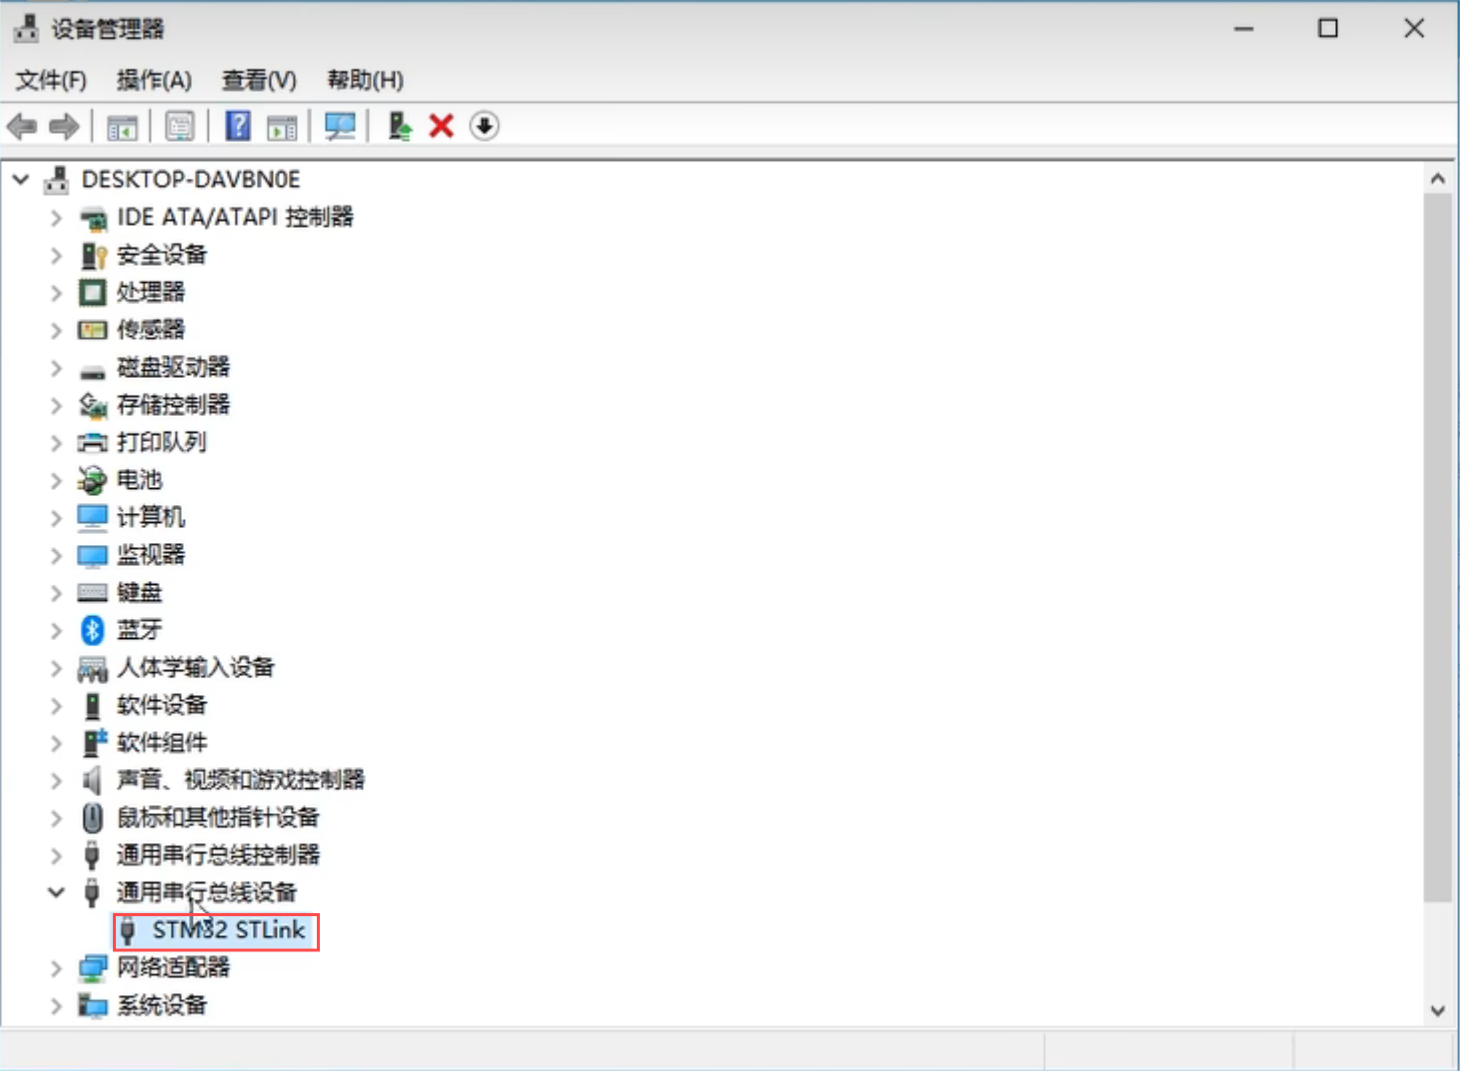 设备管理器
文件(F) 操作(A) 查看(V) 帮助(H)
DESKTOP-DAVBN0E
IDE ATA/ATAPI 控制器
安全设备
处理器
传感器
磁盘驱动器
存储控制器
打印队列
电池
计算机
监视器
键盘
蓝牙
人体学输入设备
软件设备
软件组件
声音、视频和游戏控制器
鼠标和其他指针设备
通用串行总线控制器
通用串行总线设备
STM32 STLink
网络适配器
系统设备